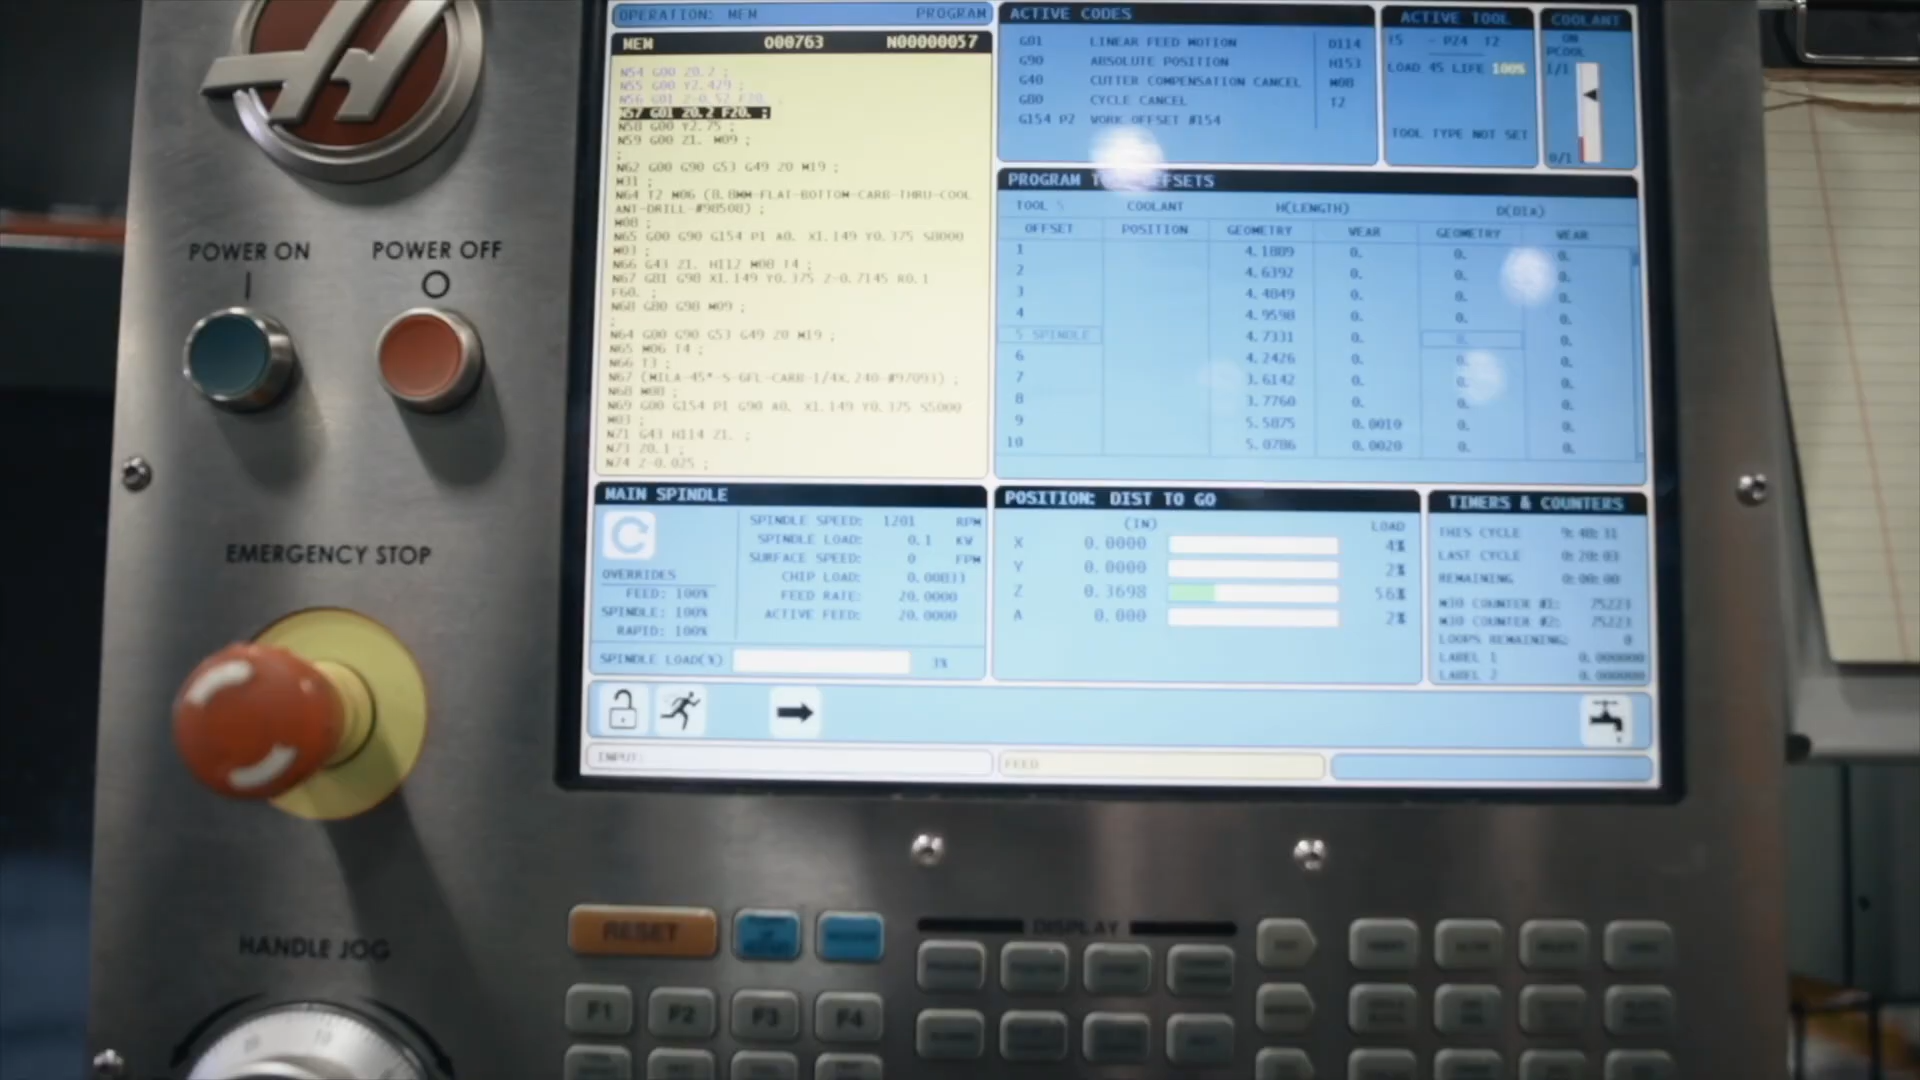 OPERATION: MEM PROGRAM
MEM O00763 N00000057
N54 G00 Z0.2 ;
N55 G00 Y2.429 ;
N56 G01 Z-0.52 F20. ;
N57 G01 Z0.2 F20. ;
N58 G00 Y2.75 ;
N59 G00 Z1. M09 ;
;
N62 G00 G90 G53 G49 Z0 M19 ;
M31 ;
N64 T2 M06 (8.8MM-FLAT-BOTTOM-CARB-THRU-COOL
ANT-DRILL-#98508) ;
M08 ;
N65 G00 G90 G154 P1 A0. X1.149 Y0.375 S8000
M03 ;
N66 G43 Z1. H112 M08 T4 ;
N67 G81 G98 X1.149 Y0.375 Z-0.7145 R0.1
F60. ;
N68 G80 G98 M09 ;
;
N64 G00 G90 G53 G49 Z0 M19 ;
N65 M06 T4 ;
N66 T3 ;
N67 (MILA-45*-S-GFL-CARB-1/4X.240-#97093) ;
N68 M08 ;
N69 G00 G154 P1 G90 A0. X1.149 Y0.375 S5000
M03 ;
N71 G43 H114 Z1. ;
N73 Z0.1 ;
N74 Z-0.025 ;
ACTIVE CODES
G01 LINEAR FEED MOTION D114
G90 ABSOLUTE POSITION H153
G40 CUTTER COMPENSATION CANCEL M08
G80 CYCLE CANCEL T2
G154 P2 WORK OFFSET #154
ACTIVE TOOL
T5 - PZ4 T2
LOAD 45 LIFE 100%
TOOL TYPE NOT SET
COOLANT
ON
PCOOL
1/1
0/1
PROGRAM OFFSETS
TOOL 5 COOLANT H(LENGTH) D(DIA)
OFFSET POSITION GEOMETRY WEAR GEOMETRY WEAR
1 4.1809 0. 0. 0.
2 4.6392 0. 0. 0.
3 4.4849 0. 0. 0.
4 4.9598 0. 0. 0.
5 SPINDLE 4.7331 0. 0. 0.
6 4.2426 0. 0. 0.
7 3.6142 0. 0. 0.
8 3.7760 0. 0. 0.
9 5.5875 0.0010 0. 0.
10 5.0786 0.0020 0. 0.
MAIN SPINDLE
SPINDLE SPEED: 1201 RPM
SPINDLE LOAD: 0.1 KW
SURFACE SPEED: 0 FPM
CHIP LOAD: 0.00833
FEED RATE: 20.0000
ACTIVE FEED: 20.0000
OVERRIDES
FEED: 100%
SPINDLE: 100%
RAPID: 100%
SPINDLE LOAD(%) 3%
POSITION: DIST TO GO
(IN) LOAD
X 0.0000 4%
Y 0.0000 2%
Z 0.3698 56%
A 0.000 2%
TIMERS & COUNTERS
THIS CYCLE 9:40:31
LAST CYCLE 0:20:03
REMAINING 0:00:00
M30 COUNTER #1: 75223
M30 COUNTER #2: 75223
LOOPS REMAINING: 0
LABEL 1 0.000000
LABEL 2 0.000000
INPUT:
FEED
POWER ON
POWER OFF
EMERGENCY STOP
HANDLE JOG
RESET
DISPLAY
F1 F2 F3 F4